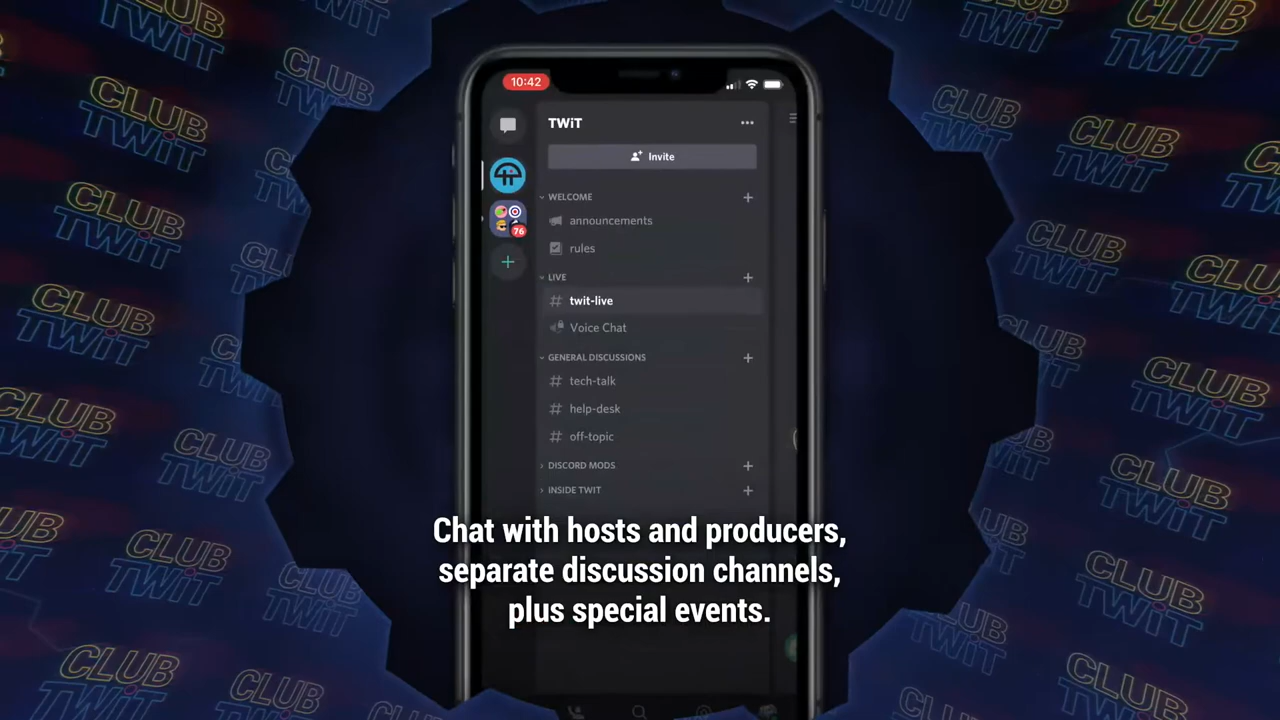 CLUB
TWiT
10:42
TWiT
Invite
WELCOME
announcements
rules
LIVE
twit-live
Voice Chat
GENERAL DISCUSSIONS
tech-talk
help-desk
off-topic
DISCORD MODS
INSIDE TWIT
76
Chat with hosts and producers,
separate discussion channels,
plus special events.